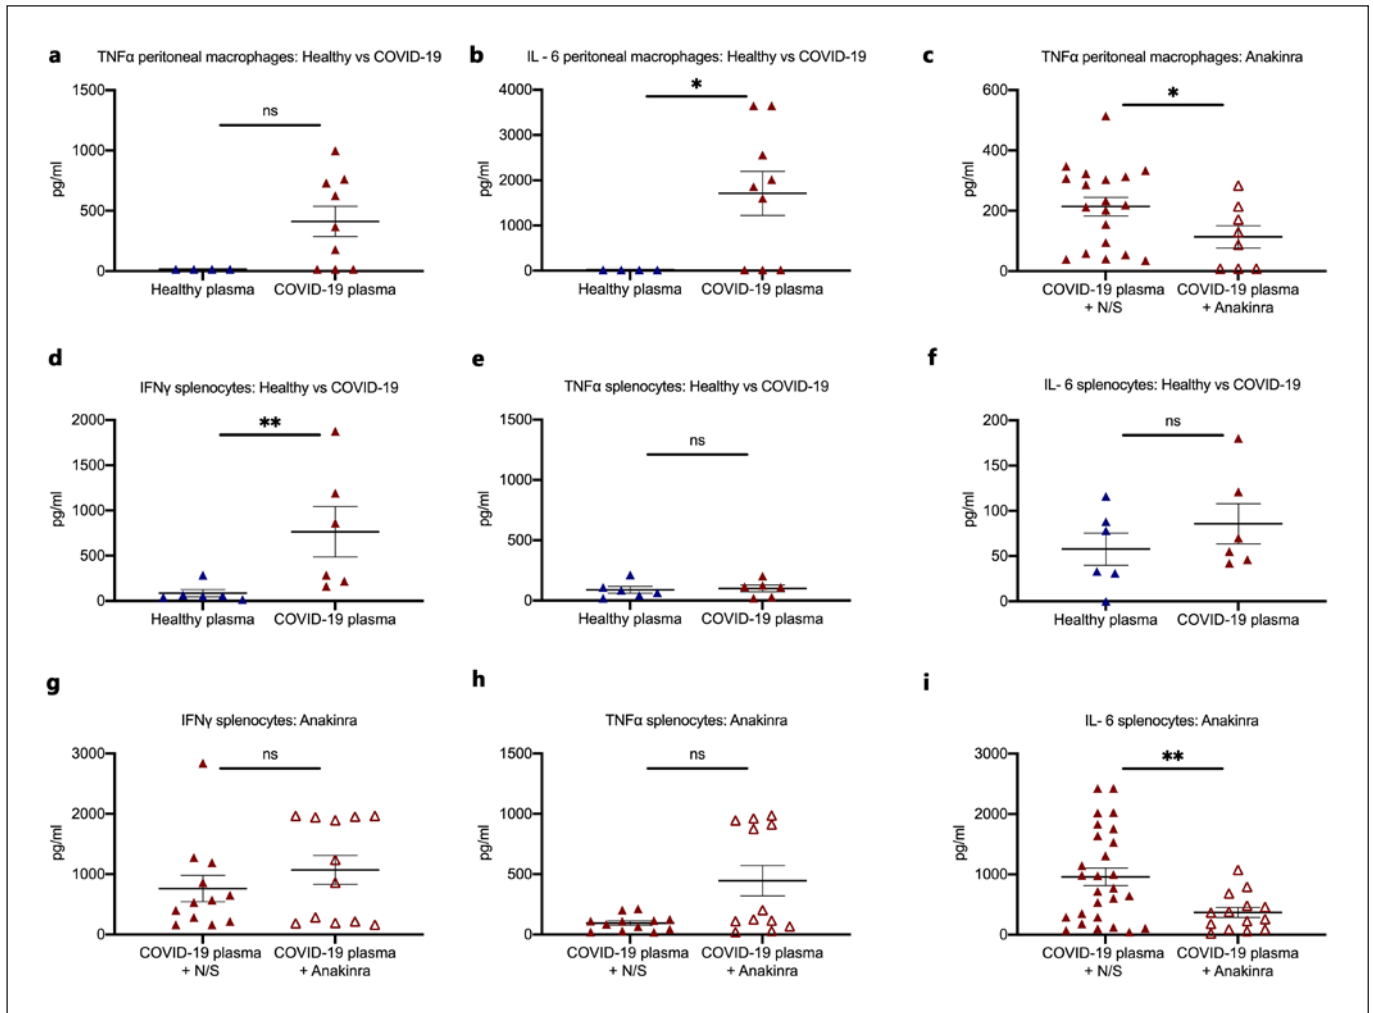 a TNFα peritoneal macrophages: Healthy vs COVID-19
1500
1000
500
0
pg/ml
ns
Healthy plasma COVID-19 plasma
b IL - 6 peritoneal macrophages: Healthy vs COVID-19
4000
3000
2000
1000
0
pg/ml
*
Healthy plasma COVID-19 plasma
c TNFα peritoneal macrophages: Anakinra
600
400
200
0
pg/ml
*
COVID-19 plasma COVID-19 plasma
+ N/S + Anakinra
d IFNγ splenocytes: Healthy vs COVID-19
2000
1500
1000
500
0
pg/ml
**
Healthy plasma COVID-19 plasma
e TNFα splenocytes: Healthy vs COVID-19
1500
1000
500
0
pg/ml
ns
Healthy plasma COVID-19 plasma
f IL- 6 splenocytes: Healthy vs COVID-19
200
150
100
50
0
pg/ml
ns
Healthy plasma COVID-19 plasma
g IFNγ splenocytes: Anakinra
3000
2000
1000
0
pg/ml
ns
COVID-19 plasma COVID-19 plasma
+ N/S + Anakinra
h TNFα splenocytes: Anakinra
1500
1000
500
0
pg/ml
ns
COVID-19 plasma COVID-19 plasma
+ N/S + Anakinra
i IL- 6 splenocytes: Anakinra
3000
2000
1000
0
pg/ml
**
COVID-19 plasma COVID-19 plasma
+ N/S + Anakinra